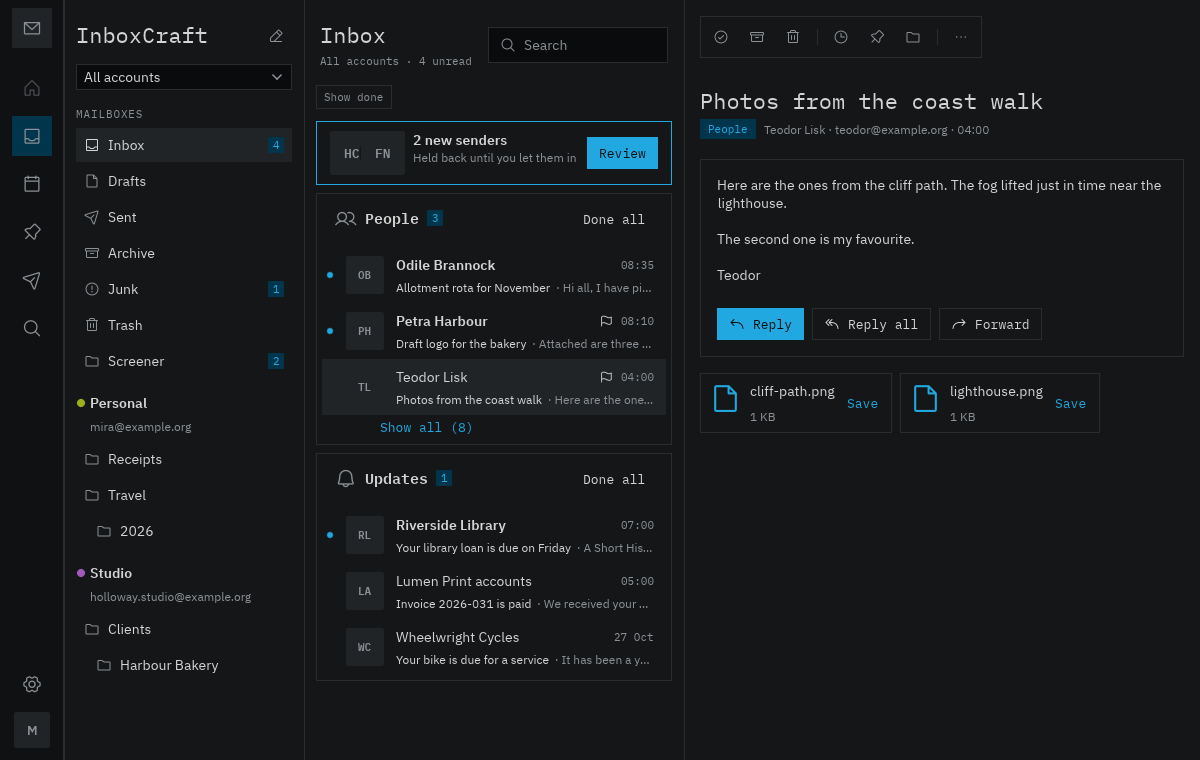 InboxCraft
All accounts
MAILBOXES
Inbox 4
Drafts
Sent
Archive
Junk 1
Trash
Screener 2
Personal
mira@example.org
Receipts
Travel
2026
Studio
holloway.studio@example.org
Clients
Harbour Bakery
M
Inbox
All accounts · 4 unread
Search
Show done
HC FN
2 new senders
Held back until you let them in
Review
People 3
Done all
OB
Odile Brannock 08:35
Allotment rota for November · Hi all, I have pi...
PH
Petra Harbour 08:10
Draft logo for the bakery · Attached are three ...
TL
Teodor Lisk 04:00
Photos from the coast walk · Here are the one...
Show all (8)
Updates 1
Done all
RL
Riverside Library 07:00
Your library loan is due on Friday · A Short His...
LA
Lumen Print accounts 05:00
Invoice 2026-031 is paid · We received your ...
WC
Wheelwright Cycles 27 Oct
Your bike is due for a service · It has been a y...
Photos from the coast walk
People Teodor Lisk · teodor@example.org · 04:00
Here are the ones from the cliff path. The fog lifted just in time near the
lighthouse.
The second one is my favourite.
Teodor
Reply
Reply all
Forward
cliff-path.png
1 KB
Save
lighthouse.png
1 KB
Save